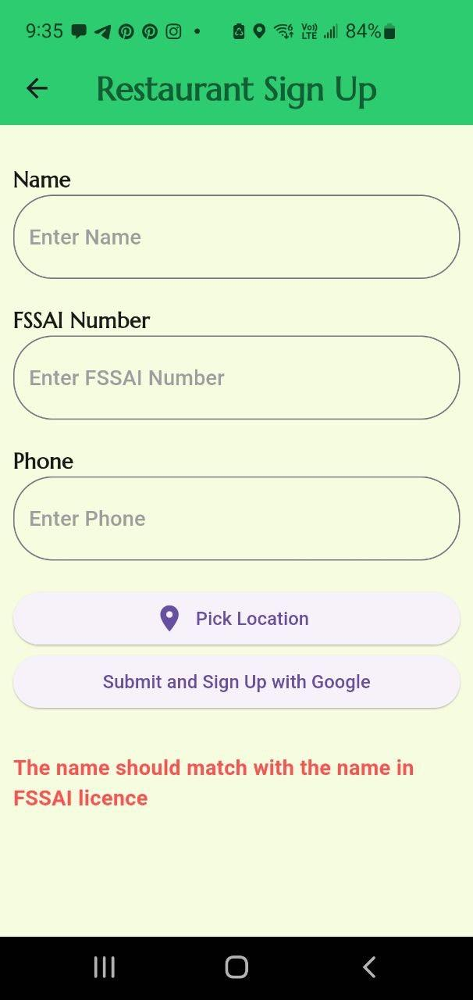 9:35 Vo)) LTE 6 84%
Restaurant Sign Up
Name
Enter Name
FSSAI Number
Enter FSSAI Number
Phone
Enter Phone
Pick Location
Submit and Sign Up with Google
The name should match with the name in
FSSAI licence